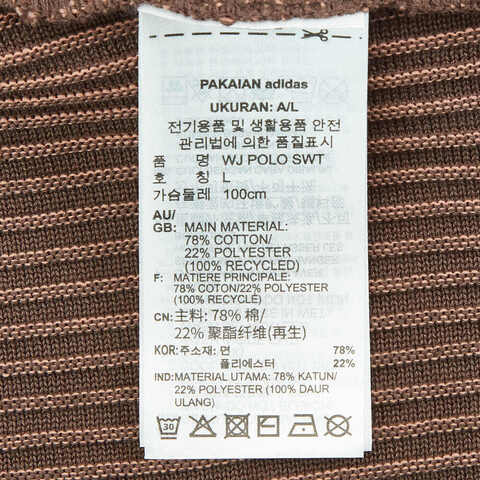 PAKAIAN adidas
UKURAN: A/L
전기용품 및 생활용품 안전
관리법에 의한 품질표시
품 명 WJ POLO SWT
호 칭 L
가슴둘레 100cm
AU/
GB: MAIN MATERIAL:
78% COTTON/
22% POLYESTER
(100% RECYCLED)
F: MATIERE PRINCIPALE:
78% COTON/22% POLYESTER
(100% RECYCLÉ)
CN: 主料: 78% 棉/
22% 聚酯纤维(再生)
KOR: 주소재: 면 78%
폴리에스터 22%
IND: MATERIAL UTAMA: 78% KATUN/
22% POLYESTER (100% DAUR
ULANG)
30